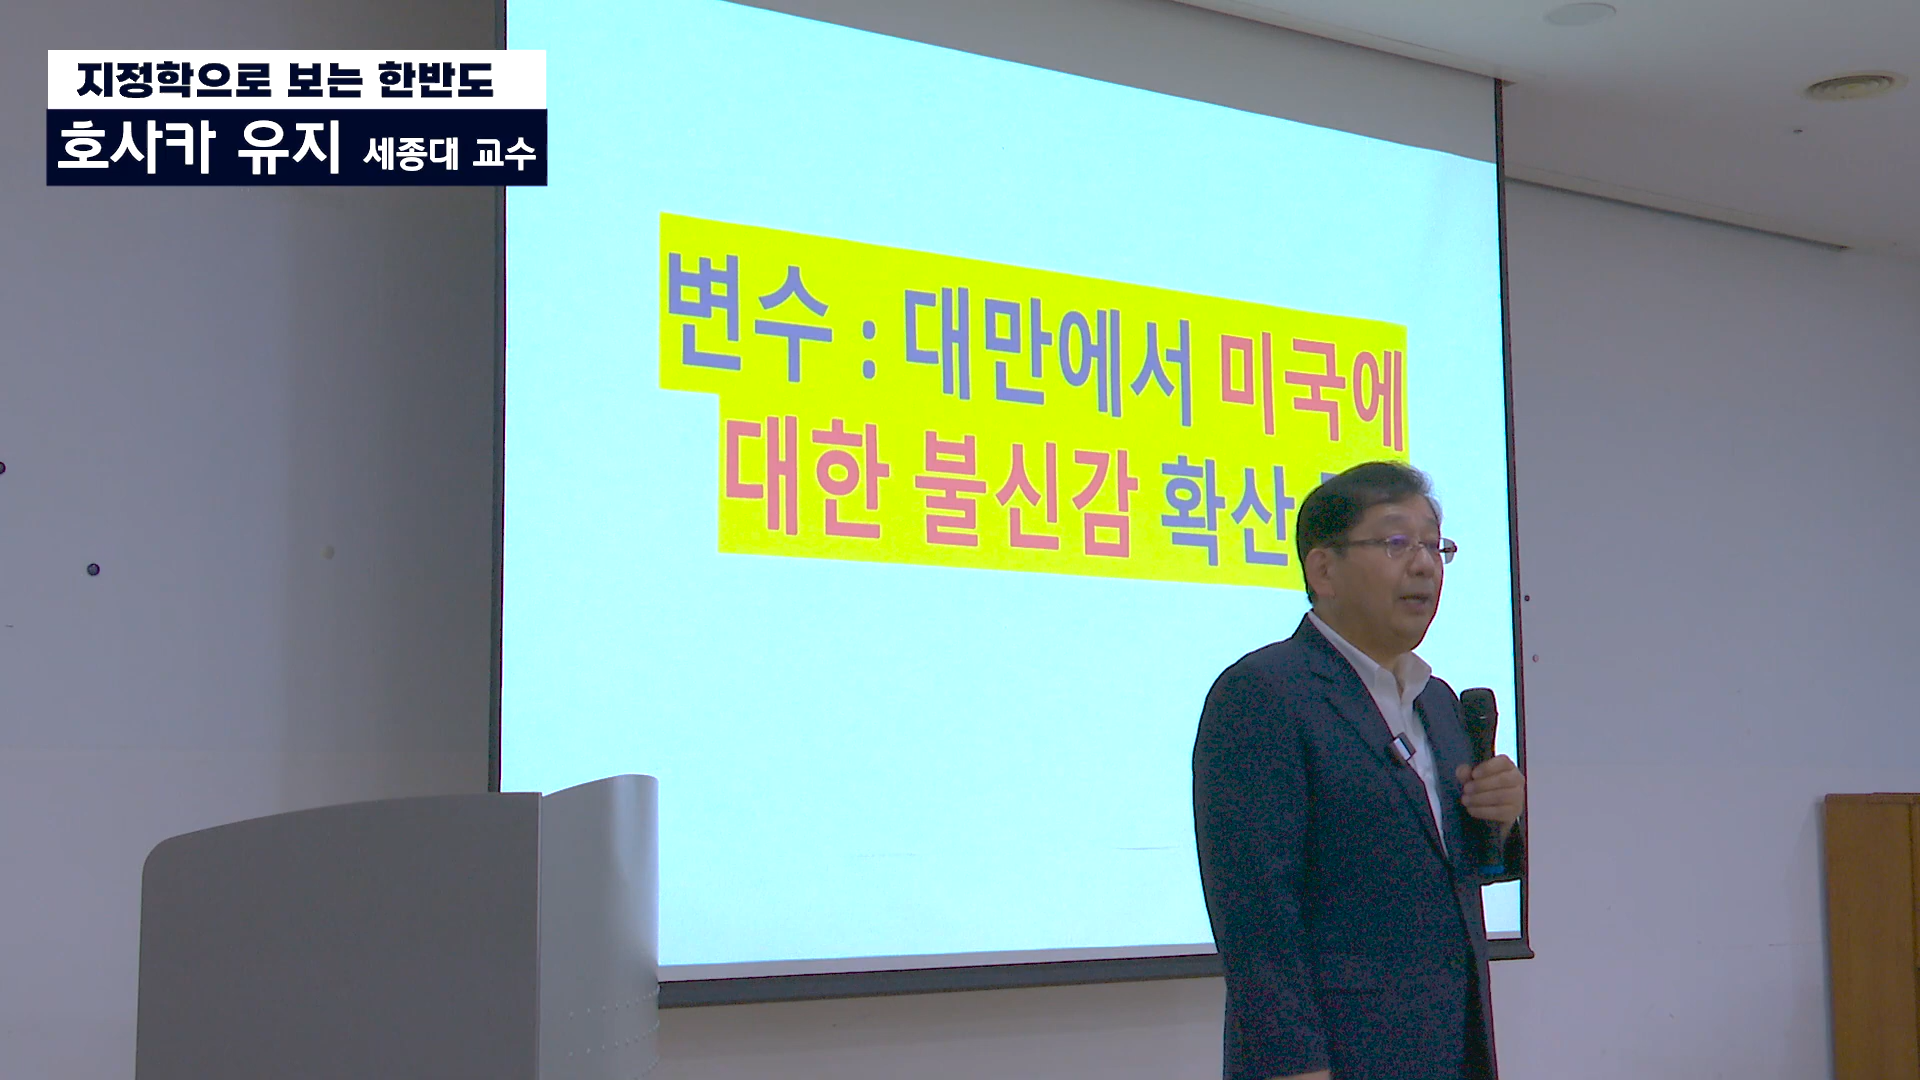 지정학으로 보는 한반도
호사카 유지 세종대 교수
변수 : 대만에서 미국에
대한 불신감 확산